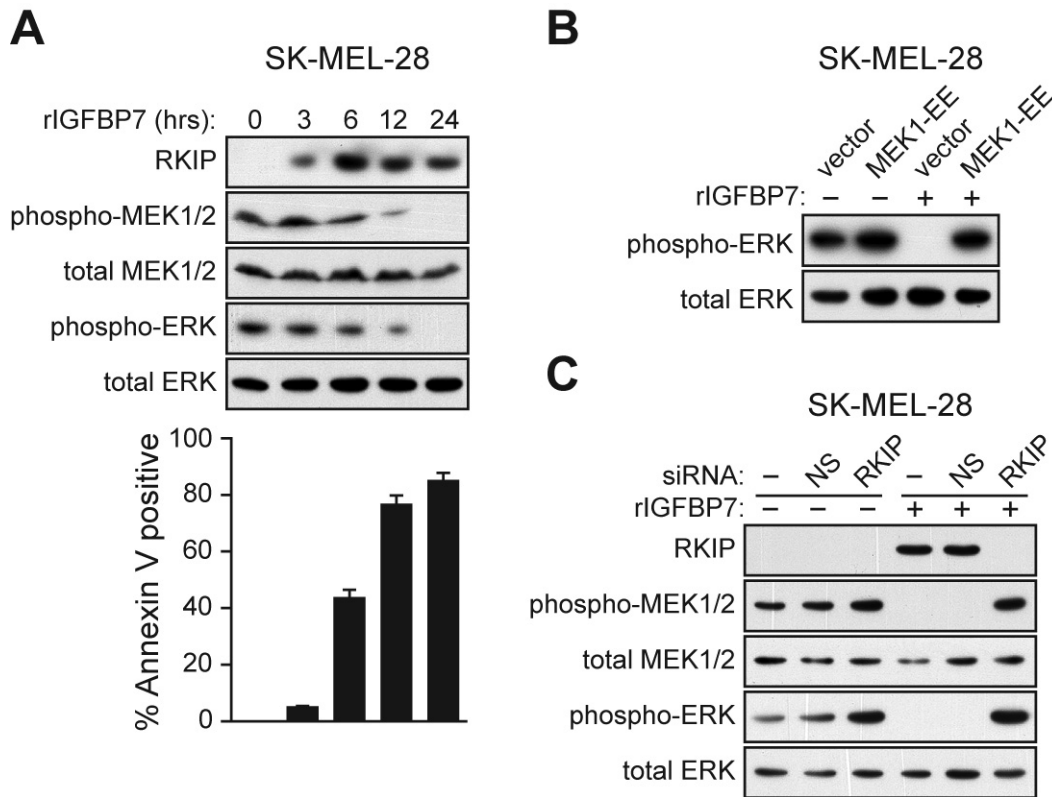 A
SK-MEL-28
rIGFBP7 (hrs): 0 3 6 12 24
RKIP
phospho-MEK1/2
total MEK1/2
phospho-ERK
total ERK
% Annexin V positive
100
80
60
40
20
0
B
SK-MEL-28
vector MEK1-EE vector MEK1-EE
rIGFBP7: – – + +
phospho-ERK
total ERK
C
SK-MEL-28
siRNA: – NS RKIP – NS RKIP
rIGFBP7: – – – + + +
RKIP
phospho-MEK1/2
total MEK1/2
phospho-ERK
total ERK